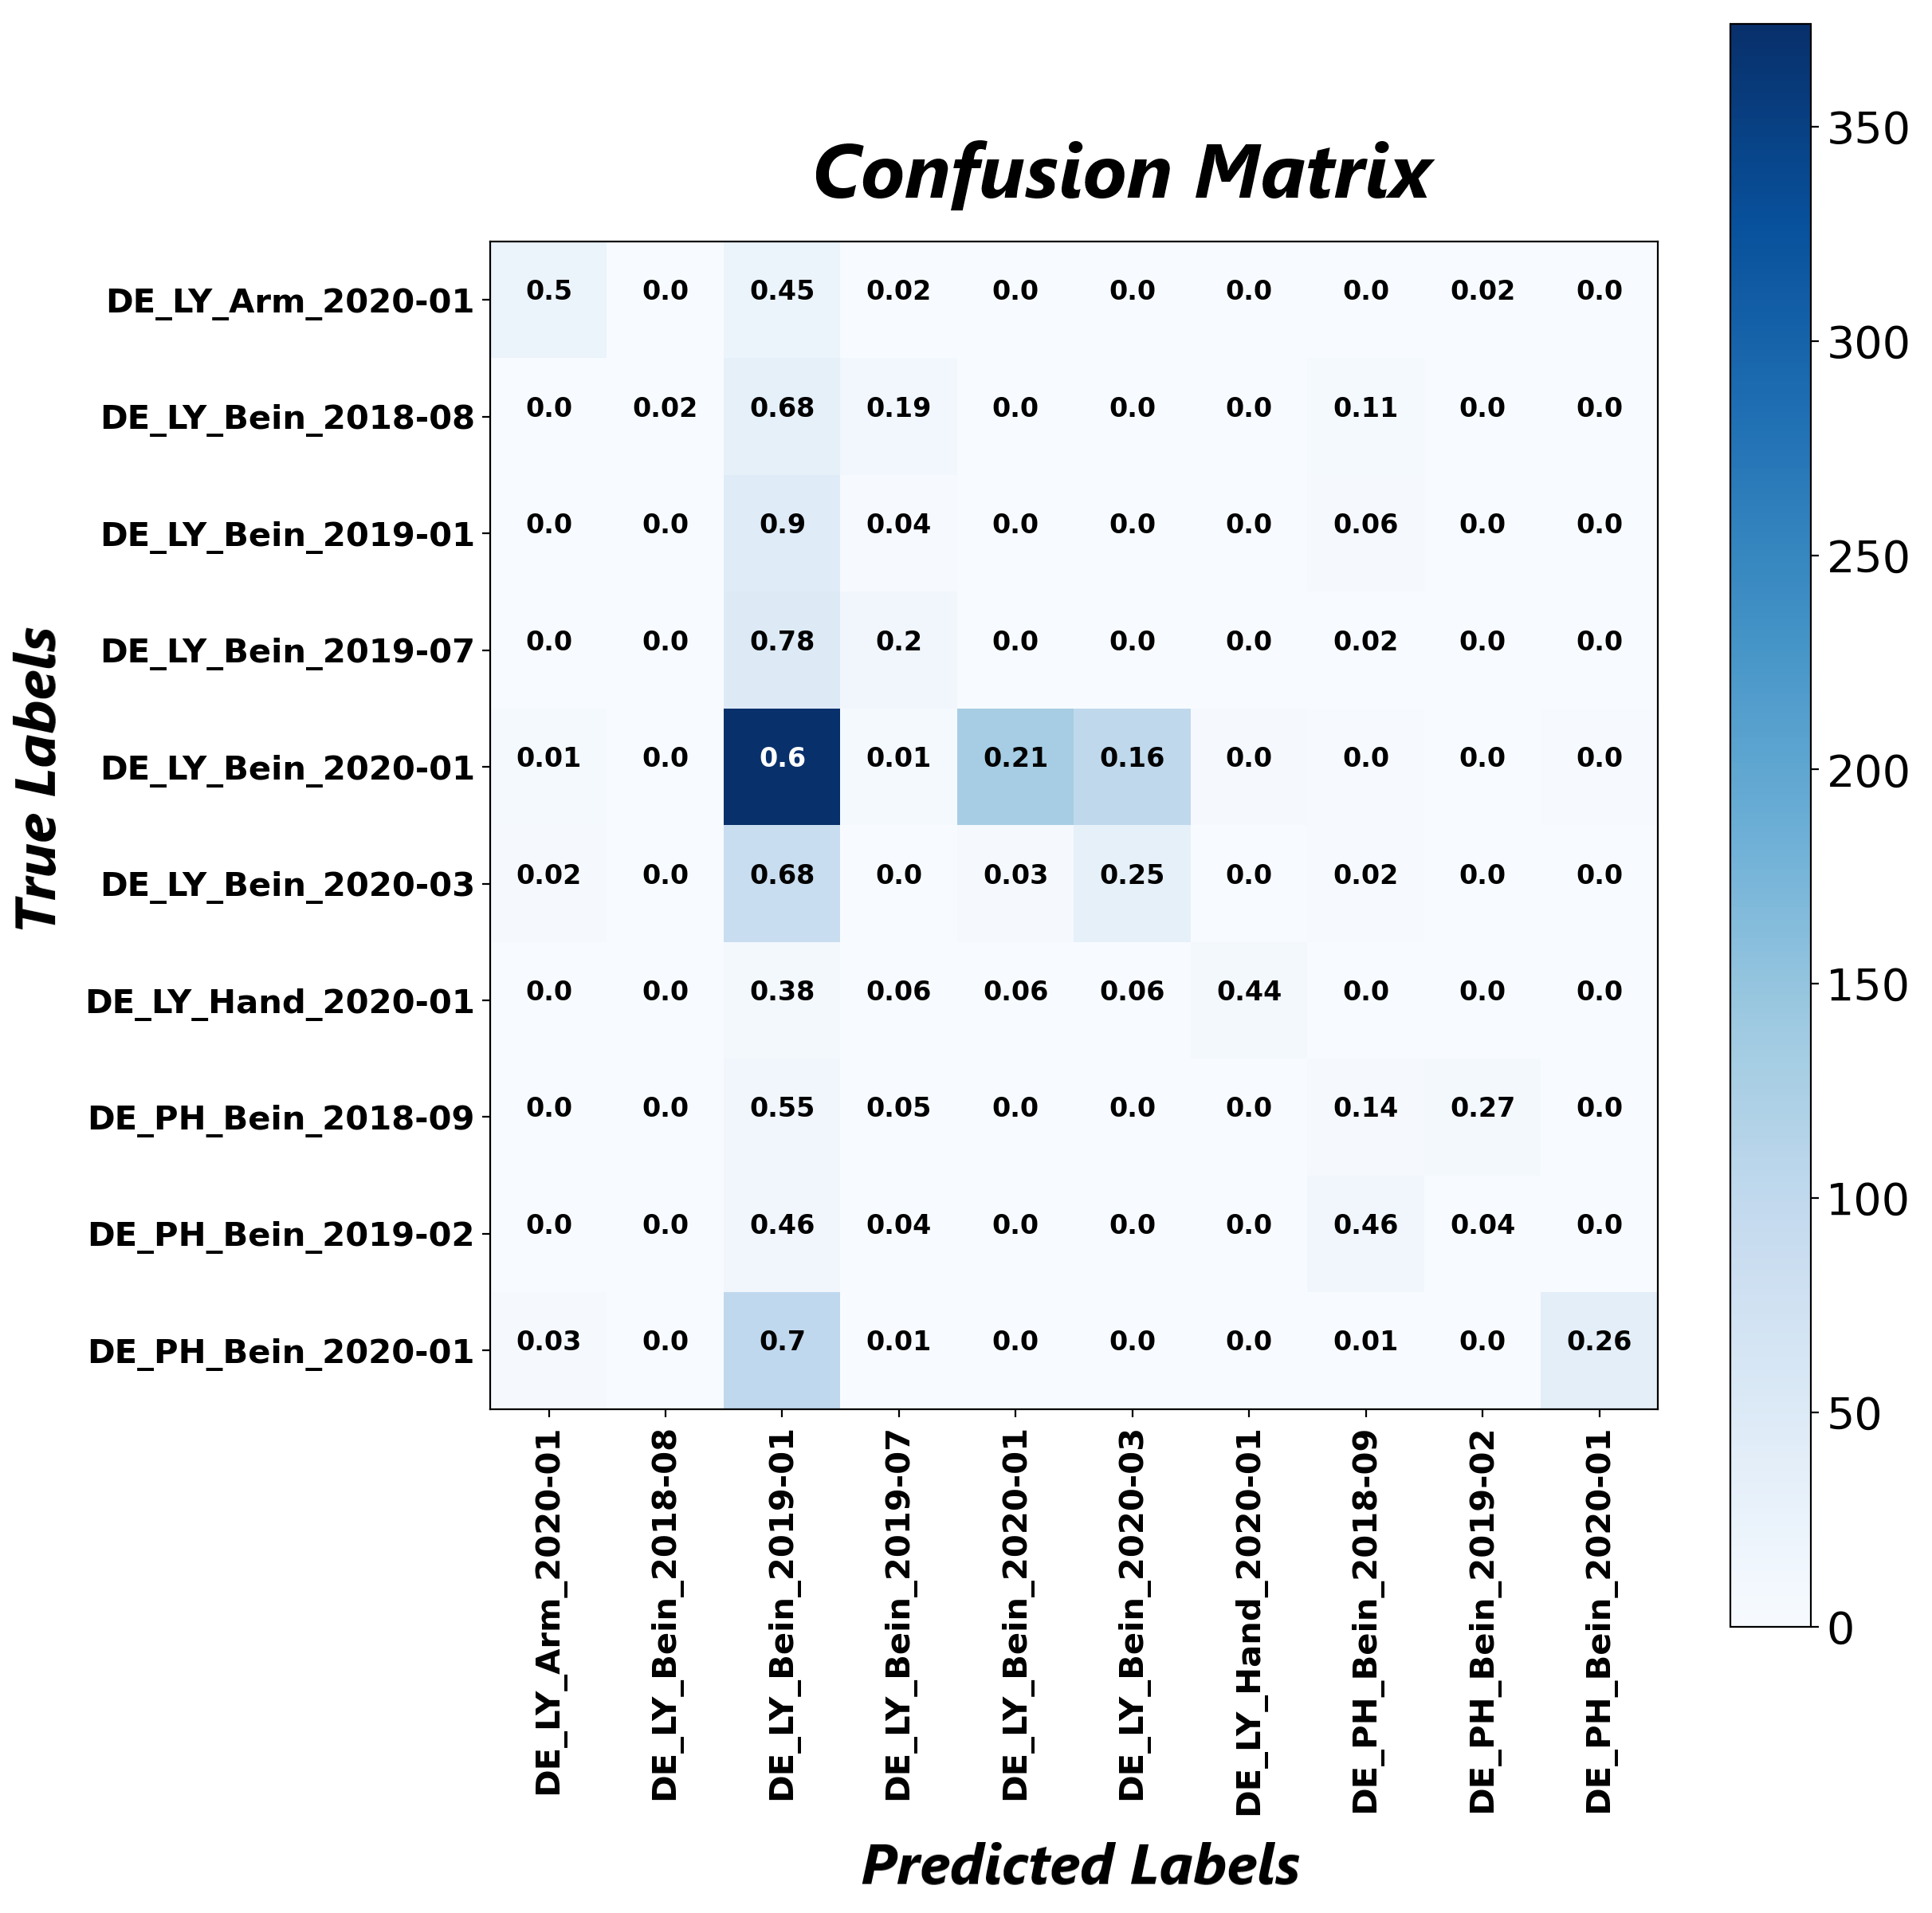 Confusion Matrix
True Labels
DE_LY_Arm_2020-01 0.5 0.0 0.45 0.02 0.0 0.0 0.0 0.0 0.02 0.0
DE_LY_Bein_2018-08 0.0 0.02 0.68 0.19 0.0 0.0 0.0 0.11 0.0 0.0
DE_LY_Bein_2019-01 0.0 0.0 0.9 0.04 0.0 0.0 0.0 0.06 0.0 0.0
DE_LY_Bein_2019-07 0.0 0.0 0.78 0.2 0.0 0.0 0.0 0.02 0.0 0.0
DE_LY_Bein_2020-01 0.01 0.0 0.6 0.01 0.21 0.16 0.0 0.0 0.0 0.0
DE_LY_Bein_2020-03 0.02 0.0 0.68 0.0 0.03 0.25 0.0 0.02 0.0 0.0
DE_LY_Hand_2020-01 0.0 0.0 0.38 0.06 0.06 0.06 0.44 0.0 0.0 0.0
DE_PH_Bein_2018-09 0.0 0.0 0.55 0.05 0.0 0.0 0.0 0.14 0.27 0.0
DE_PH_Bein_2019-02 0.0 0.0 0.46 0.04 0.0 0.0 0.0 0.46 0.04 0.0
DE_PH_Bein_2020-01 0.03 0.0 0.7 0.01 0.0 0.0 0.0 0.01 0.0 0.26
DE_LY_Arm_2020-01
DE_LY_Bein_2018-08
DE_LY_Bein_2019-01
DE_LY_Bein_2019-07
DE_LY_Bein_2020-01
DE_LY_Bein_2020-03
DE_LY_Hand_2020-01
DE_PH_Bein_2018-09
DE_PH_Bein_2019-02
DE_PH_Bein_2020-01
Predicted Labels
350
300
250
200
150
100
50
0